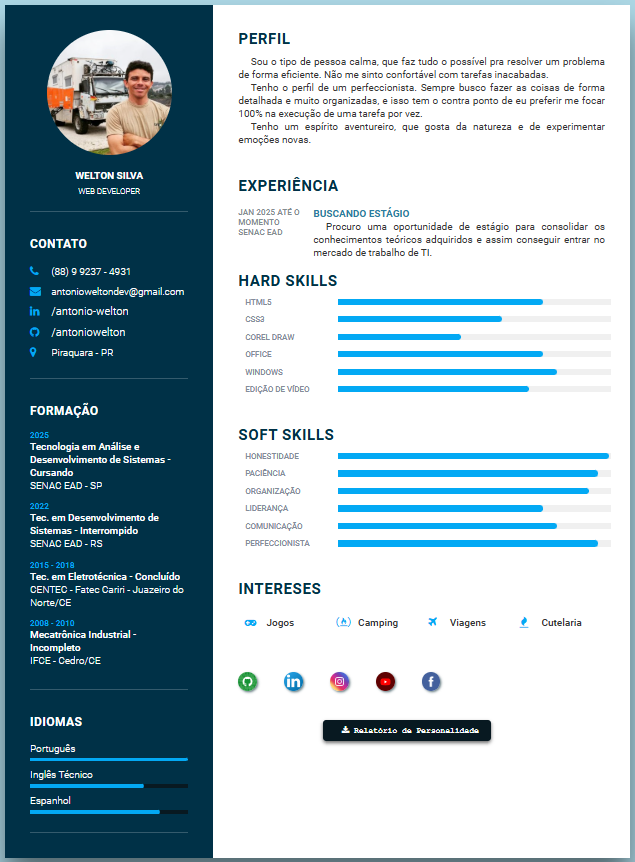 WELTON SILVA
WEB DEVELOPER
CONTATO
(88) 9 9237 - 4931
antonioweltondev@gmail.com
/antonio-welton
/antoniowelton
Piraquara - PR
FORMAÇÃO
2025
Tecnologia em Análise e
Desenvolvimento de Sistemas -
Cursando
SENAC EAD - SP
2022
Tec. em Desenvolvimento de
Sistemas - Interrompido
SENAC EAD - RS
2015 - 2018
Tec. em Eletrotécnica - Concluído
CENTEC - Fatec Cariri - Juazeiro do
Norte/CE
2008 - 2010
Mecatrônica Industrial -
Incompleto
IFCE - Cedro/CE
IDIOMAS
Português
Inglês Técnico
Espanhol
PERFIL
Sou o tipo de pessoa calma, que faz tudo o possível pra resolver um problema
de forma eficiente. Não me sinto confortável com tarefas inacabadas.
Tenho o perfil de um perfeccionista. Sempre busco fazer as coisas de forma
detalhada e muito organizadas, e isso tem o contra ponto de eu preferir me focar
100% na execução de uma tarefa por vez.
Tenho um espírito aventureiro, que gosta da natureza e de experimentar
emoções novas.
EXPERIÊNCIA
JAN 2025 ATÉ O
MOMENTO
SENAC EAD
BUSCANDO ESTÁGIO
Procuro uma oportunidade de estágio para consolidar os
conhecimentos teóricos adquiridos e assim conseguir entrar no
mercado de trabalho de TI.
HARD SKILLS
HTML5
CSS3
COREL DRAW
OFFICE
WINDOWS
EDIÇÃO DE VÍDEO
SOFT SKILLS
HONESTIDADE
PACIÊNCIA
ORGANIZAÇÃO
LIDERANÇA
COMUNICAÇÃO
PERFECCIONISTA
INTERESES
Jogos
Camping
Viagens
Cutelaria
Relatório de Personalidade